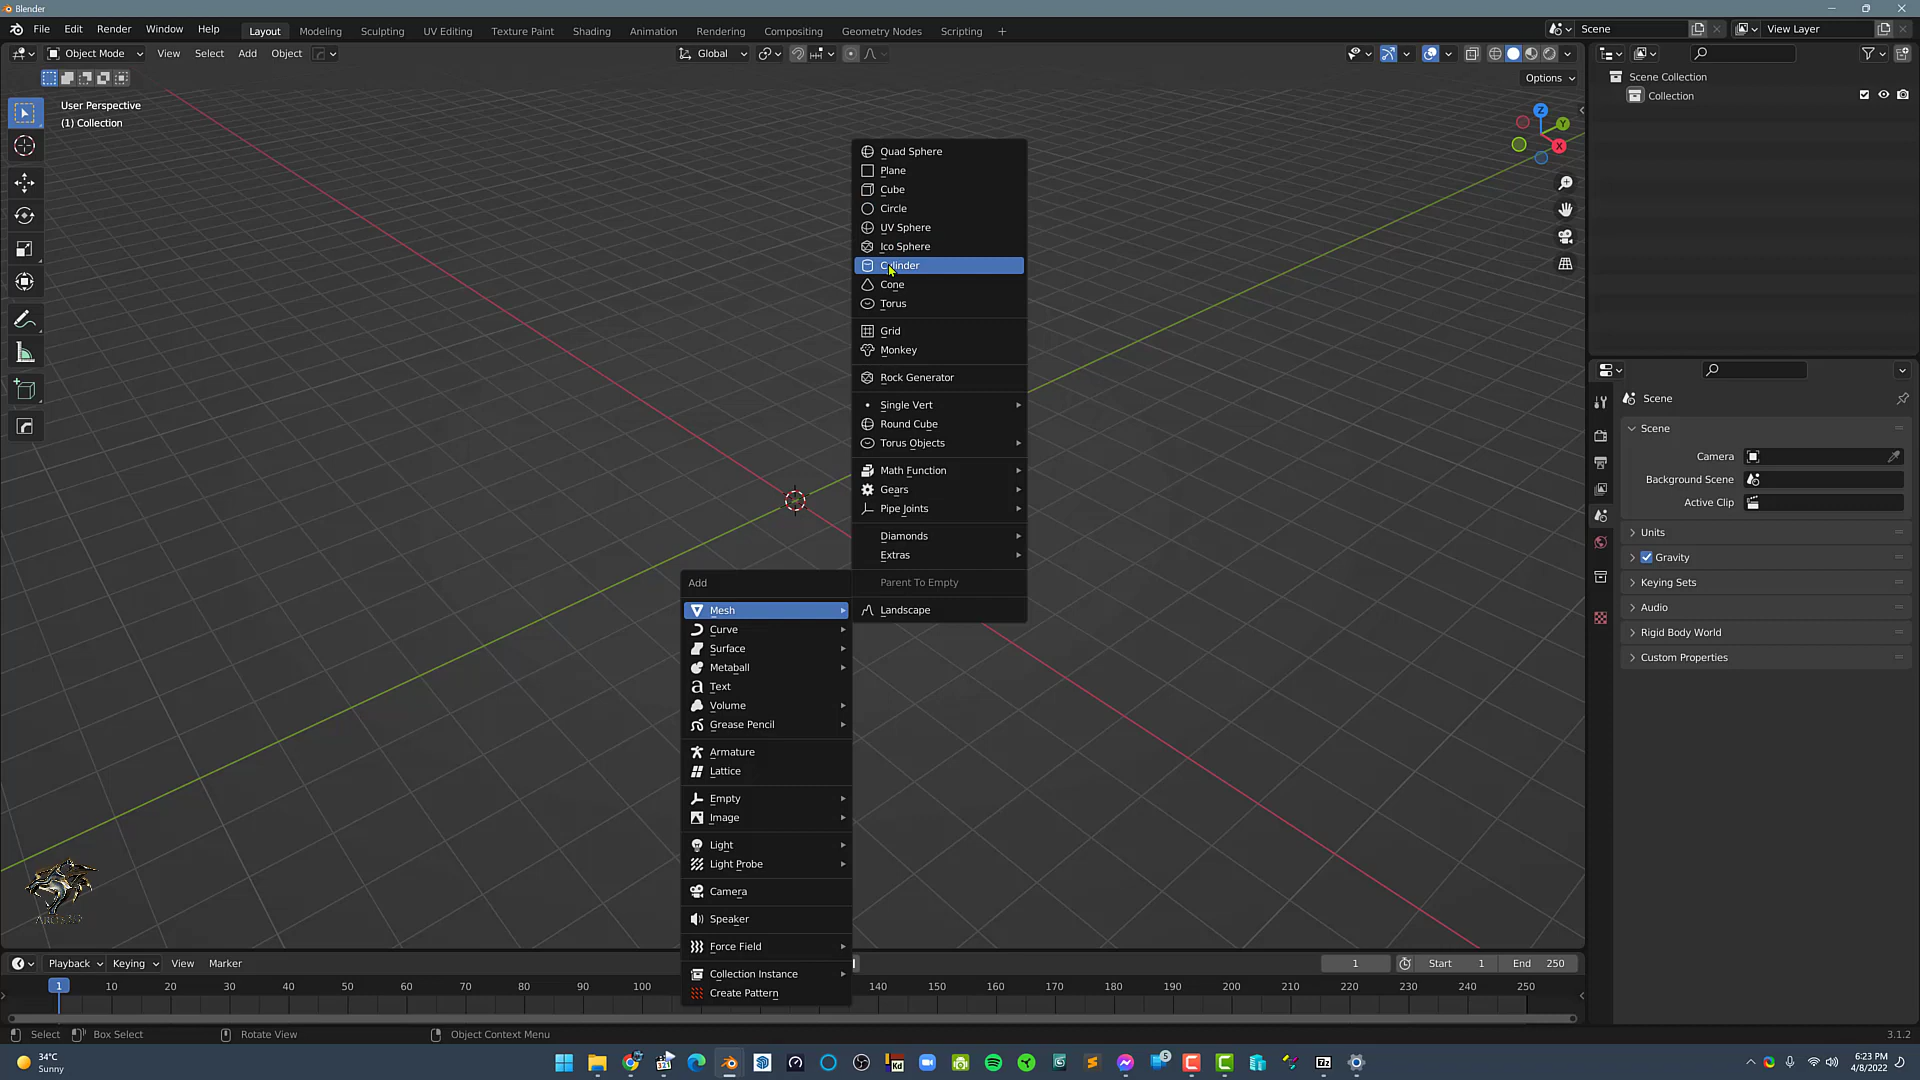 Blender
File Edit Render Window Help Layout Modeling Sculpting UV Editing Texture Paint Shading Animation Rendering Compositing Geometry Nodes Scripting + Scene View Layer
Object Mode View Select Add Object Global
Options
User Perspective
(1) Collection
Z
Y
X
Scene Collection
Collection
Quad Sphere
Plane
Cube
Circle
UV Sphere
Ico Sphere
Cylinder
Cone
Torus
Grid
Monkey
Rock Generator
Single Vert
Round Cube
Torus Objects
Math Function
Gears
Pipe Joints
Diamonds
Extras
Parent To Empty
Landscape
Add
Mesh
Curve
Surface
Metaball
Text
Volume
Grease Pencil
Armature
Lattice
Empty
Image
Light
Light Probe
Camera
Speaker
Force Field
Collection Instance
Create Pattern
Scene
Scene
Camera
Background Scene
Active Clip
Units
Gravity
Keying Sets
Audio
Rigid Body World
Custom Properties
Playback Keying View Marker 1 Start 1 End 250
1 10 20 30 40 50 60 70 80 90 100 140 150 160 170 180 190 200 210 220 230 240 250
Select Box Select Rotate View Object Context Menu 3.1.2
34°C
Sunny
Kd
5
7z
6:23 PM
4/8/2022